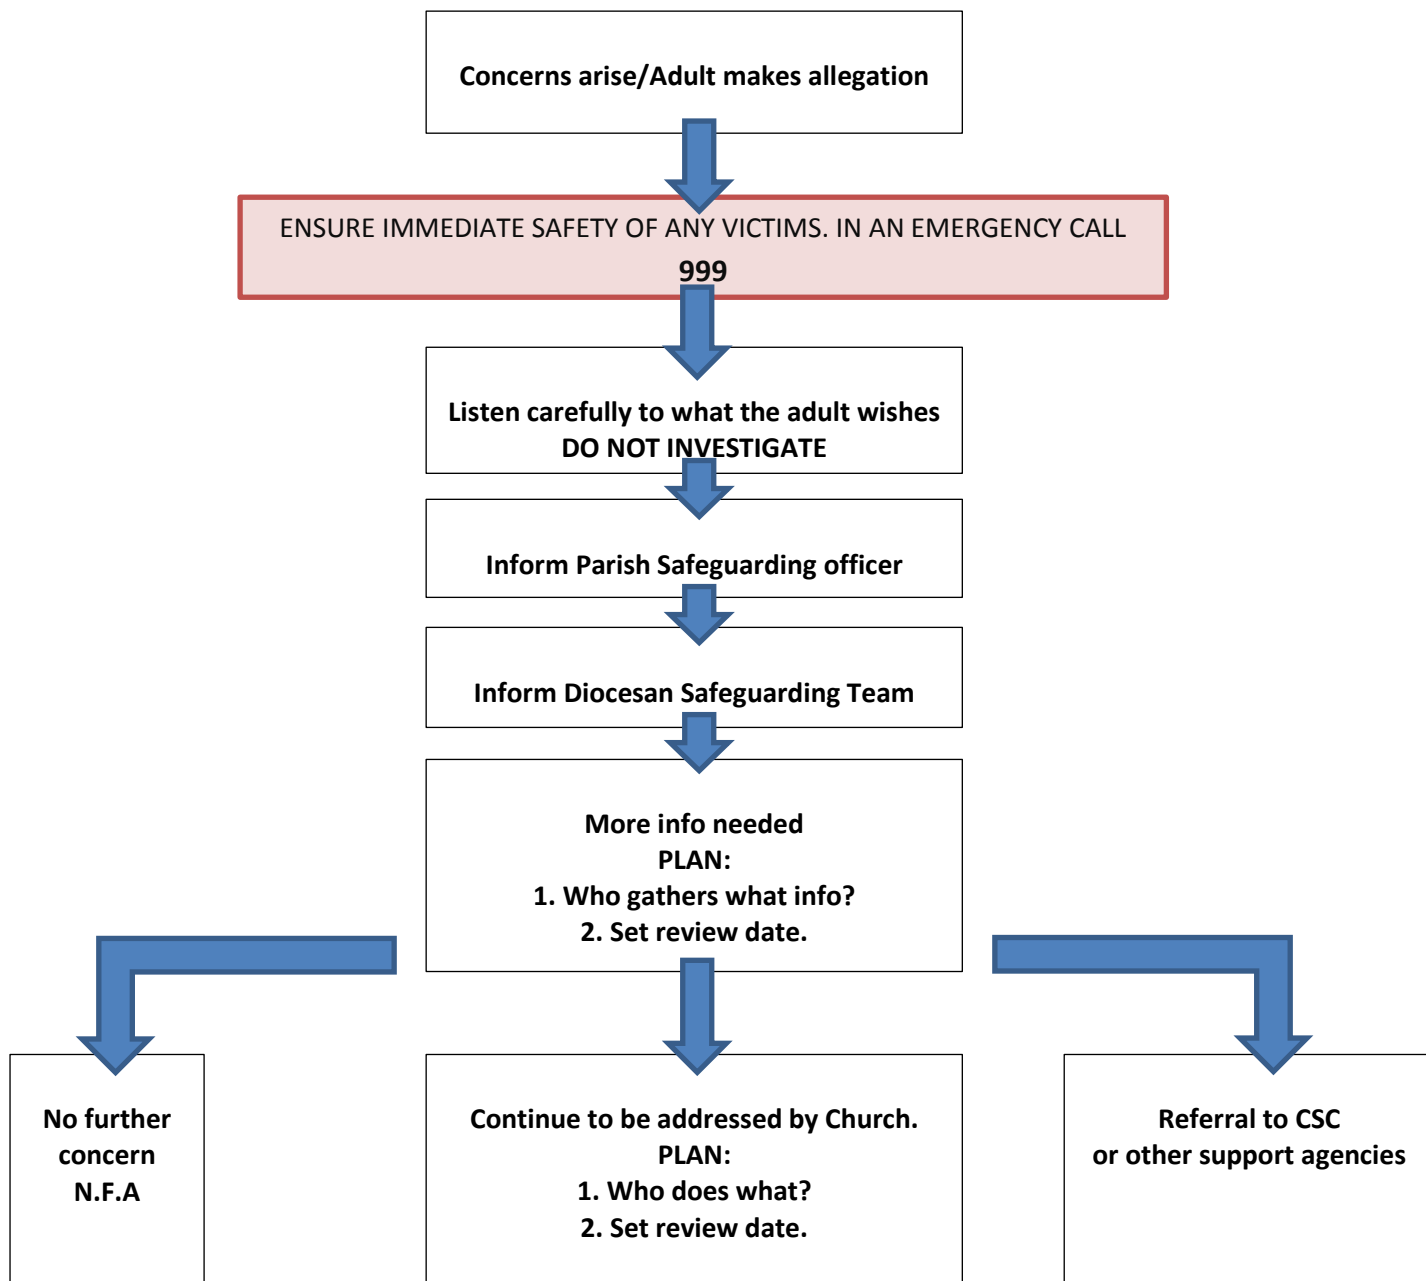 Concerns arise/Adult makes allegation
ENSURE IMMEDIATE SAFETY OF ANY VICTIMS. IN AN EMERGENCY CALL
999
Listen carefully to what the adult wishes
DO NOT INVESTIGATE
Inform Parish Safeguarding officer
Inform Diocesan Safeguarding Team
More info needed
PLAN:
1. Who gathers what info?
2. Set review date.
No further
concern
N.F.A
Continue to be addressed by Church.
PLAN:
1. Who does what?
2. Set review date.
Referral to CSC
or other support agencies